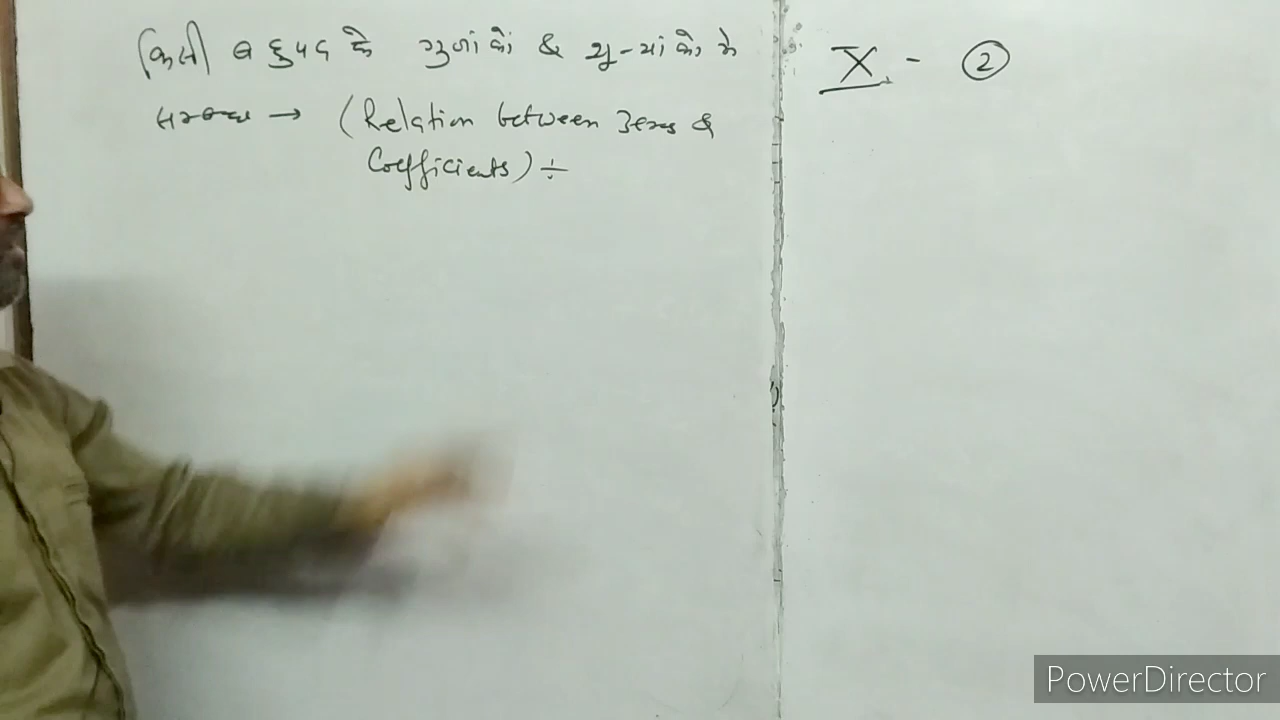 किसी बहुपद के गुणांकों & शून्यांकों के
सम्बन्ध → (Relation between Zeros &
Coefficients) ÷
X - ②
PowerDirector